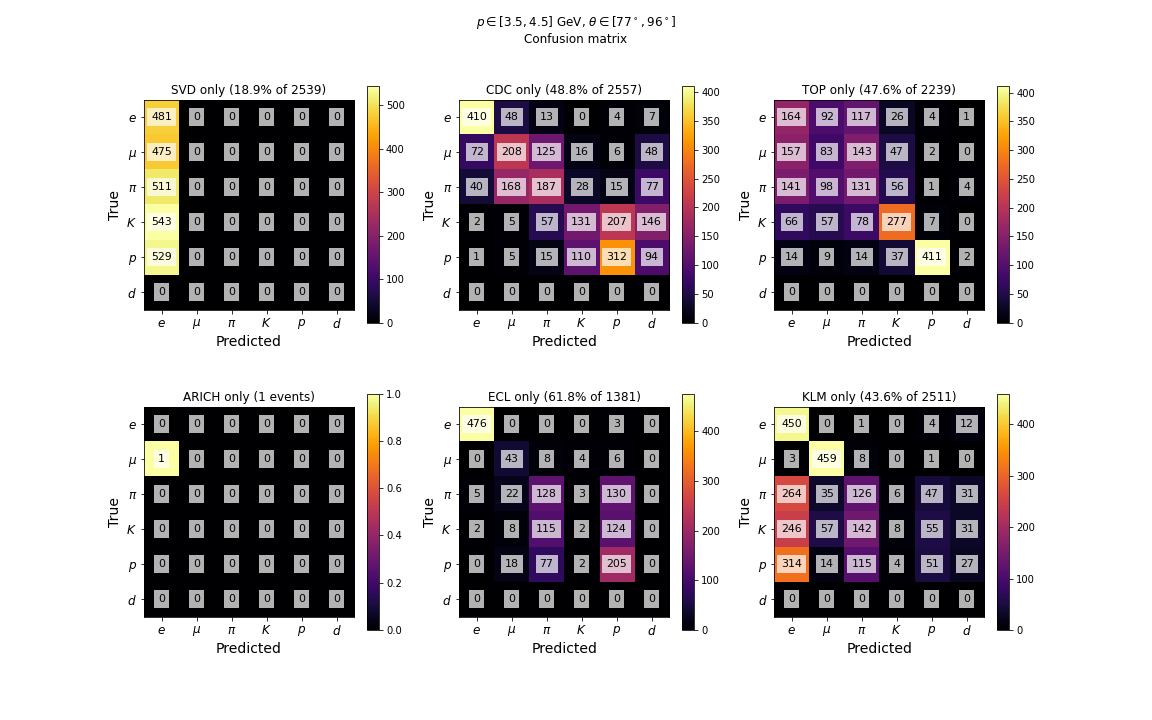 p ∈ [3.5, 4.5] GeV, θ ∈ [77°, 96°]
Confusion matrix
SVD only (18.9% of 2539)
e 481 0 0 0 0 0
μ 475 0 0 0 0 0
π 511 0 0 0 0 0
K 543 0 0 0 0 0
p 529 0 0 0 0 0
d 0 0 0 0 0 0
e μ π K p d
True
Predicted
500
400
300
200
100
0
CDC only (48.8% of 2557)
e 410 48 13 0 4 7
μ 72 208 125 16 6 48
π 40 168 187 28 15 77
K 2 5 57 131 207 146
p 1 5 15 110 312 94
d 0 0 0 0 0 0
e μ π K p d
True
Predicted
400
350
300
250
200
150
100
50
0
TOP only (47.6% of 2239)
e 164 92 117 26 4 1
μ 157 83 143 47 2 0
π 141 98 131 56 1 4
K 66 57 78 277 7 0
p 14 9 14 37 411 2
d 0 0 0 0 0 0
e μ π K p d
True
Predicted
400
350
300
250
200
150
100
50
0
ARICH only (1 events)
e 0 0 0 0 0 0
μ 1 0 0 0 0 0
π 0 0 0 0 0 0
K 0 0 0 0 0 0
p 0 0 0 0 0 0
d 0 0 0 0 0 0
e μ π K p d
True
Predicted
1.0
0.8
0.6
0.4
0.2
0.0
ECL only (61.8% of 1381)
e 476 0 0 0 3 0
μ 0 43 8 4 6 0
π 5 22 128 3 130 0
K 2 8 115 2 124 0
p 0 18 77 2 205 0
d 0 0 0 0 0 0
e μ π K p d
True
Predicted
400
300
200
100
0
KLM only (43.6% of 2511)
e 450 0 1 0 4 12
μ 3 459 8 0 1 0
π 264 35 126 6 47 31
K 246 57 142 8 55 31
p 314 14 115 4 51 27
d 0 0 0 0 0 0
e μ π K p d
True
Predicted
400
300
200
100
0